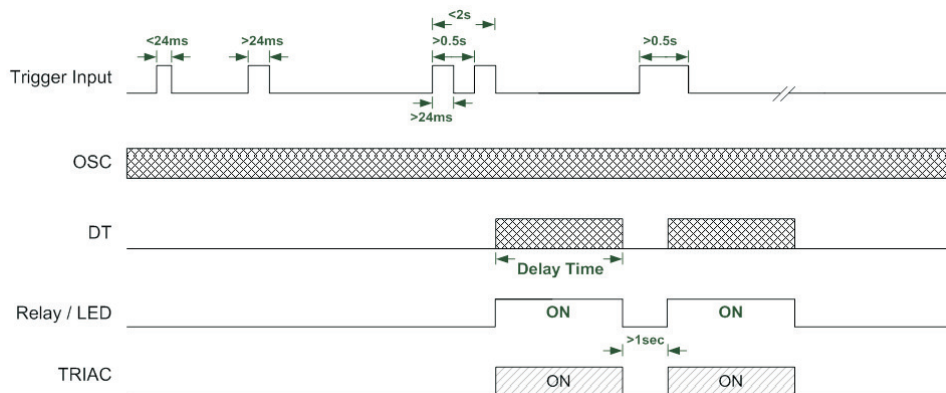 <2s
<24ms
>24ms
>0.5s
>0.5s
Trigger Input
>24ms
OSC
DT
Delay Time
Relay / LED
ON
ON
>1sec
TRIAC
ON
ON